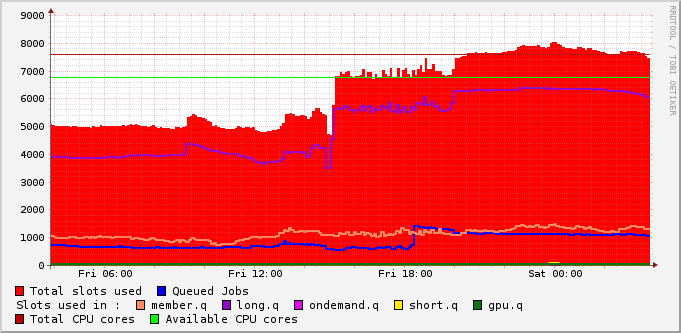 RRDTOOL / TOBI OETIKER
9000
8000
7000
6000
5000
4000
3000
2000
1000
0
Fri 06:00 Fri 12:00 Fri 18:00 Sat 00:00
Total slots used Queued Jobs
Slots used in : member.q long.q ondemand.q short.q gpu.q
Total CPU cores Available CPU cores